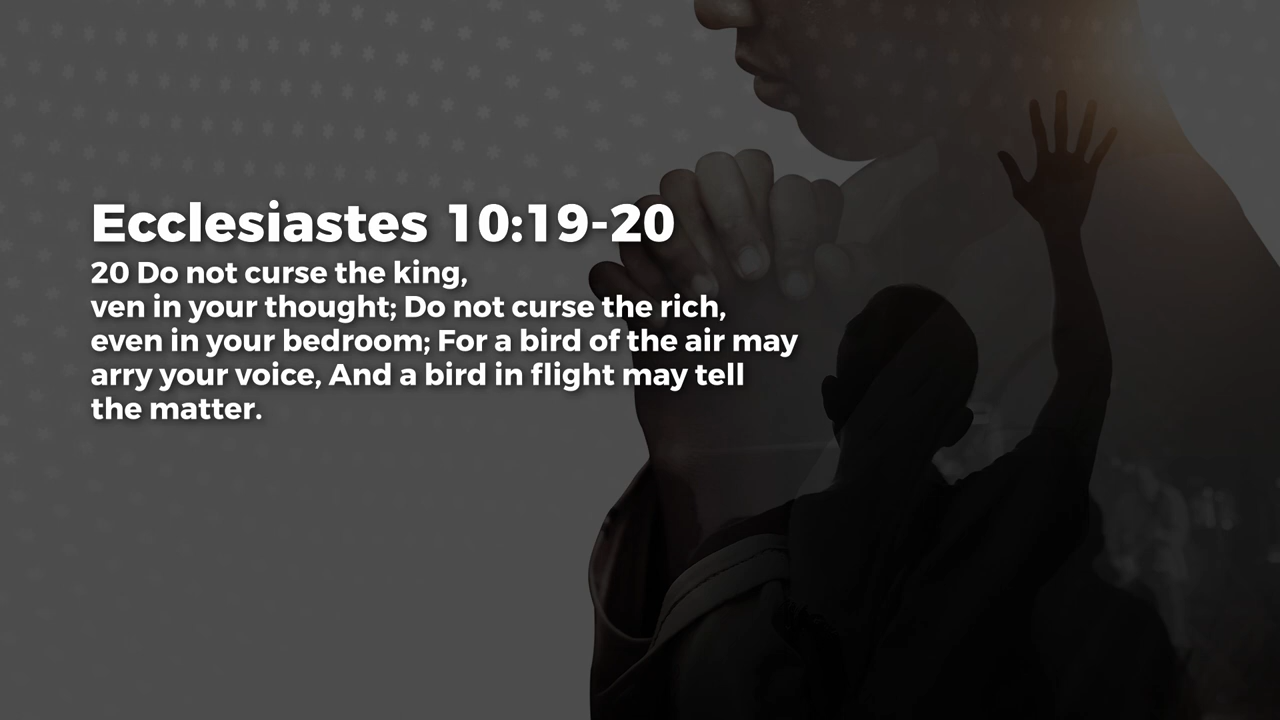 Ecclesiastes 10:19-20
20 Do not curse the king,
ven in your thought; Do not curse the rich,
even in your bedroom; For a bird of the air may
arry your voice, And a bird in flight may tell
the matter.